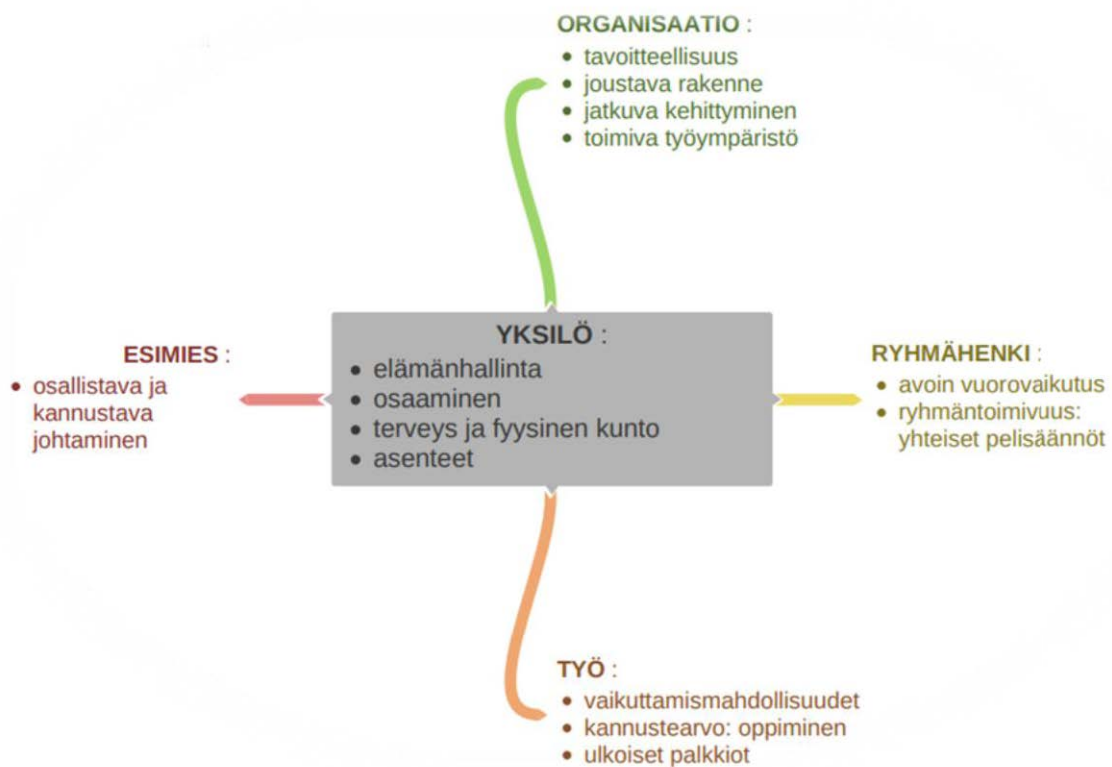 ORGANISAATIO :
• tavoitteellisuus
• joustava rakenne
• jatkuva kehittyminen
• toimiva työympäristö
ESIMIES :
• osallistava ja
kannustava
johtaminen
YKSILÖ :
• elämänhallinta
• osaaminen
• terveys ja fyysinen kunto
• asenteet
RYHMÄHENKI :
• avoin vuorovaikutus
• ryhmäntoimivuus:
yhteiset pelisäännöt
TYÖ :
• vaikuttamismahdollisuudet
• kannustearvo: oppiminen
• ulkoiset palkkiot